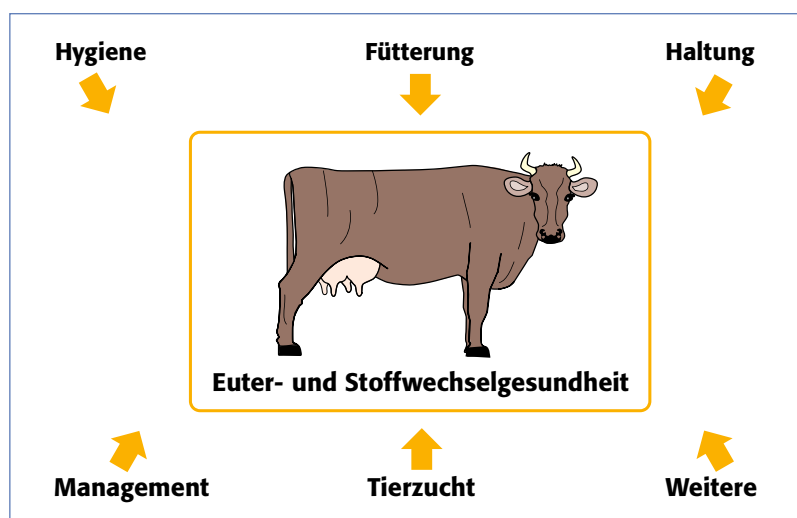 Hygiene
Fütterung
Haltung
Euter- und Stoffwechselgesundheit
Management
Tierzucht
Weitere